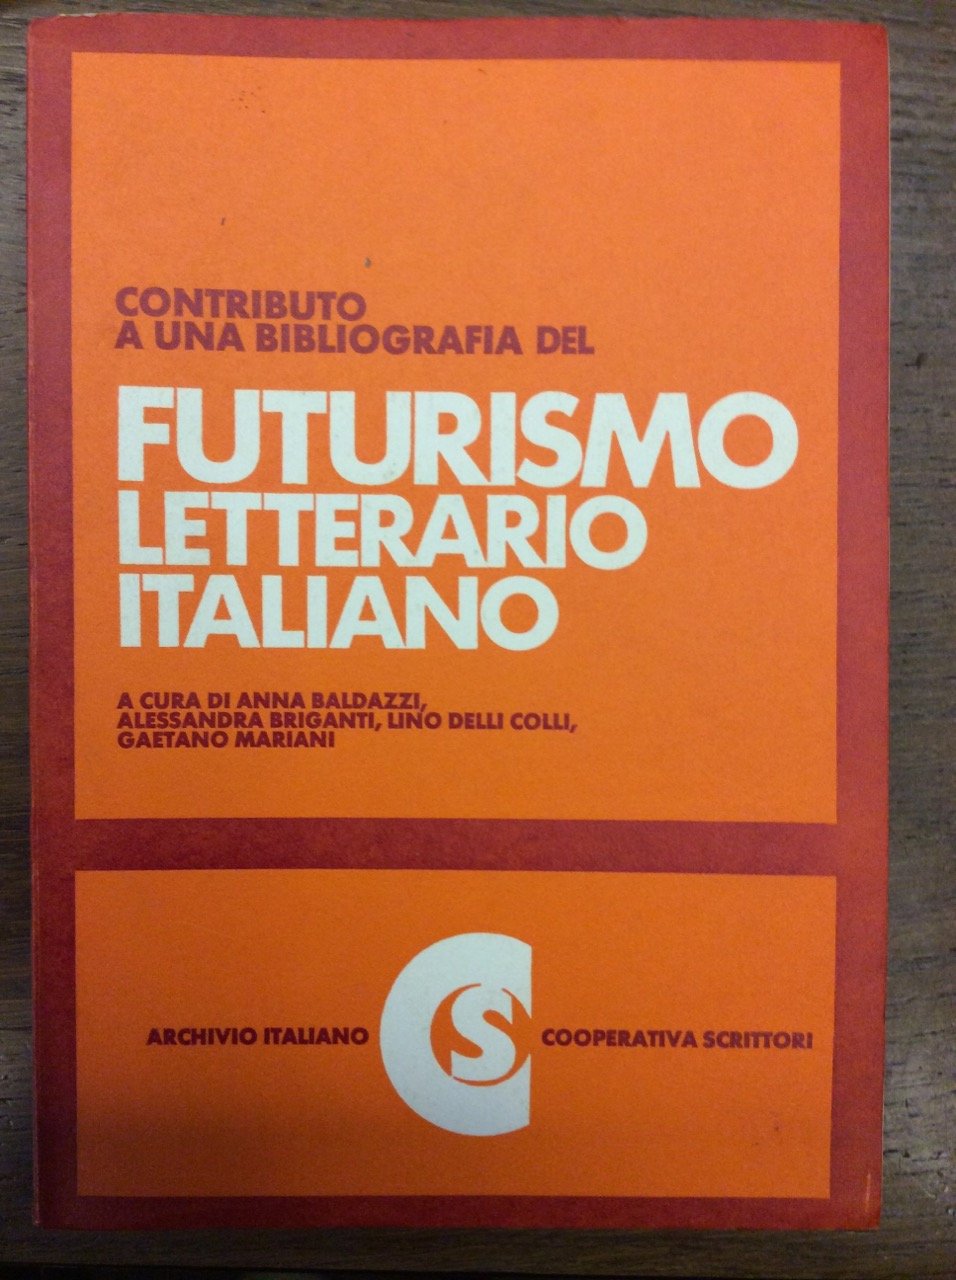 CONTRIBUTO
A UNA BIBLIOGRAFIA DEL
FUTURISMO
LETTERARIO
ITALIANO
A CURA DI ANNA BALDAZZI,
ALESSANDRA BRIGANTI, LINO DELLI COLLI,
GAETANO MARIANI
ARCHIVIO ITALIANO
CS
COOPERATIVA SCRITTORI